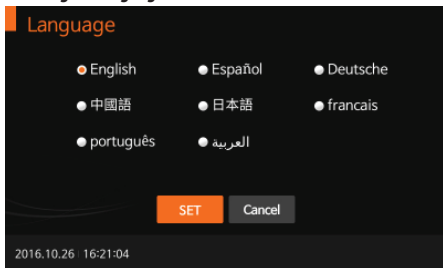 Language
English Español Deutsche
中國語 日本語 francais
português العربية
SET Cancel
2016.10.26 16:21:04